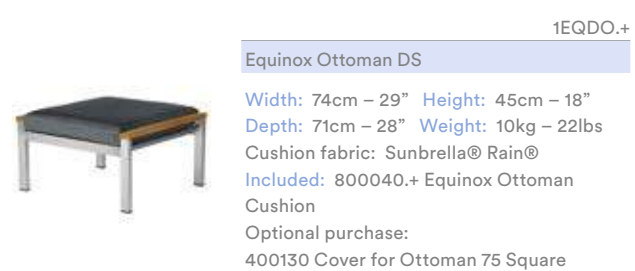 1EQDO.+
Equinox Ottoman DS
Width: 74cm – 29” Height: 45cm – 18”
Depth: 71cm – 28” Weight: 10kg – 22lbs
Cushion fabric: Sunbrella® Rain®
Included: 800040.+ Equinox Ottoman
Cushion
Optional purchase:
400130 Cover for Ottoman 75 Square